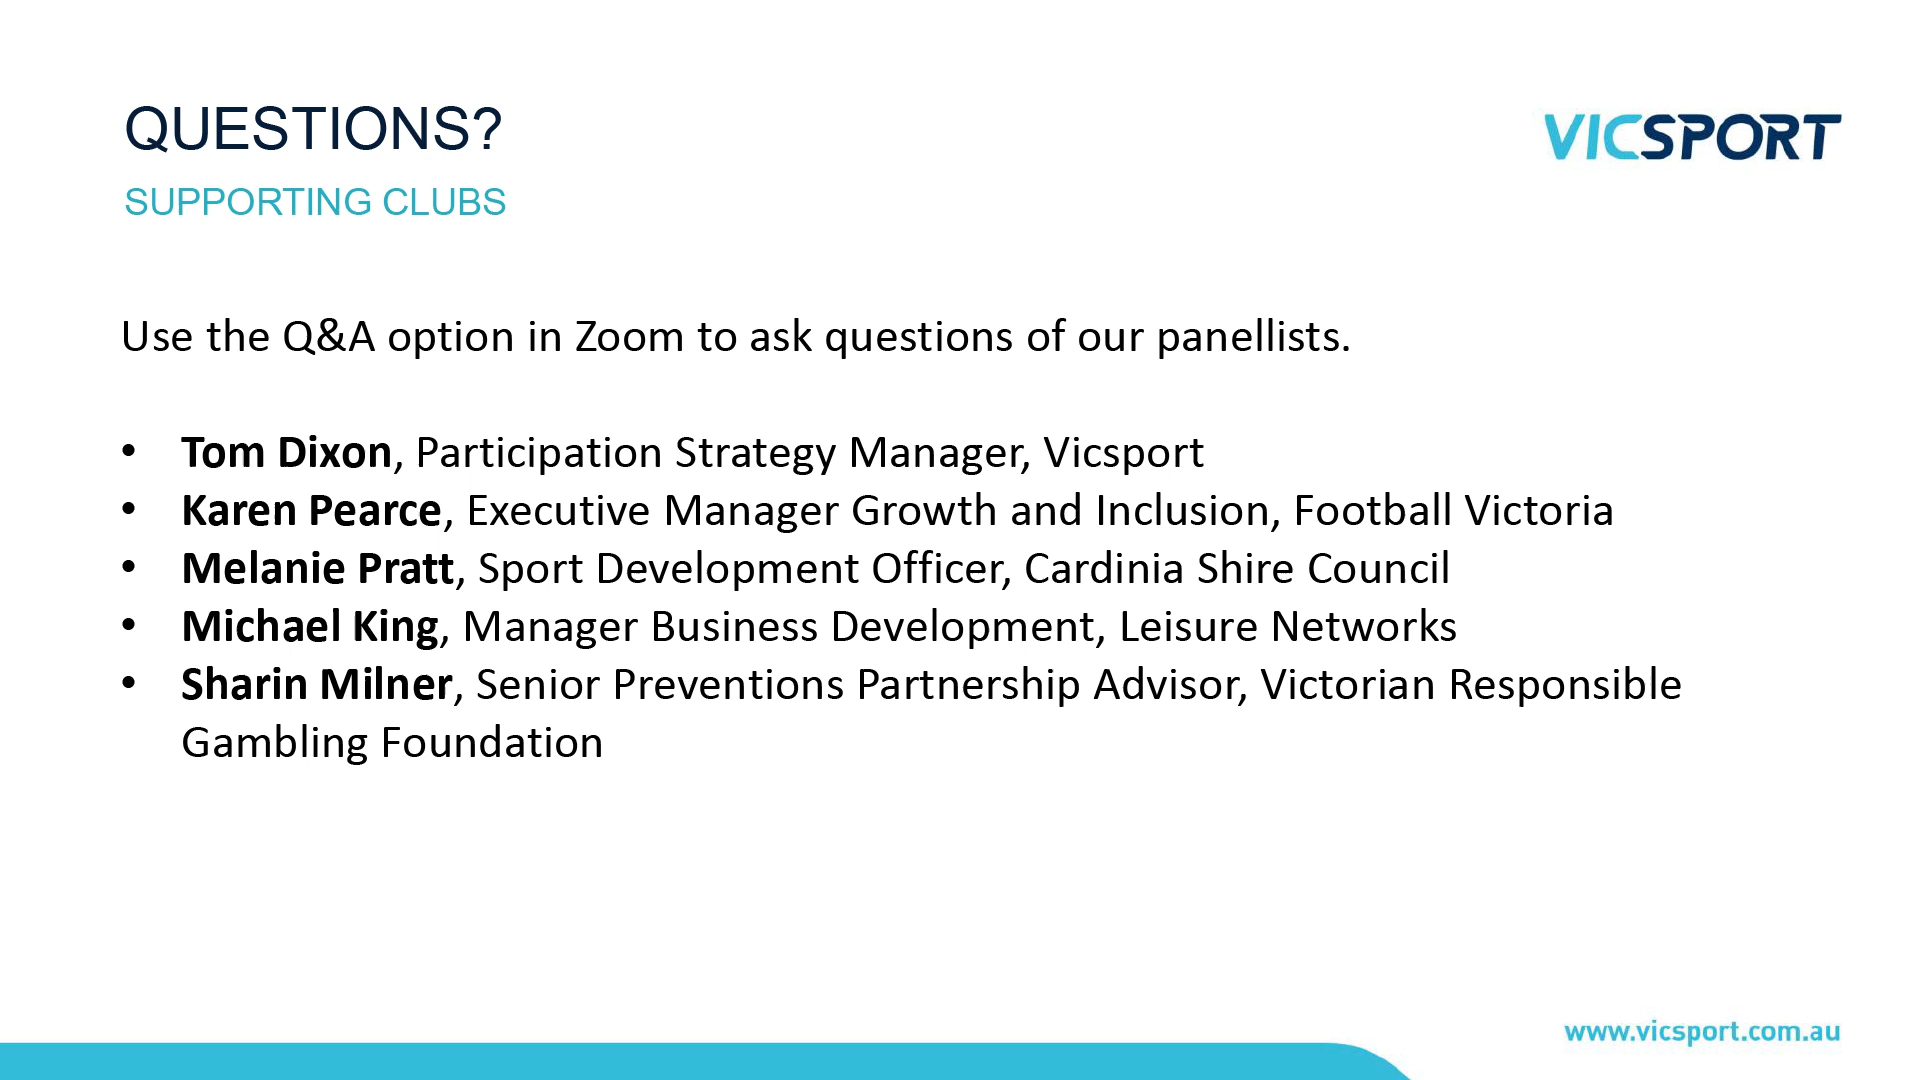 QUESTIONS?
VICSPORT
SUPPORTING CLUBS
Use the Q&A option in Zoom to ask questions of our panellists.
• Tom Dixon, Participation Strategy Manager, Vicsport
• Karen Pearce, Executive Manager Growth and Inclusion, Football Victoria
• Melanie Pratt, Sport Development Officer, Cardinia Shire Council
• Michael King, Manager Business Development, Leisure Networks
• Sharin Milner, Senior Preventions Partnership Advisor, Victorian Responsible
Gambling Foundation
www.vicsport.com.au